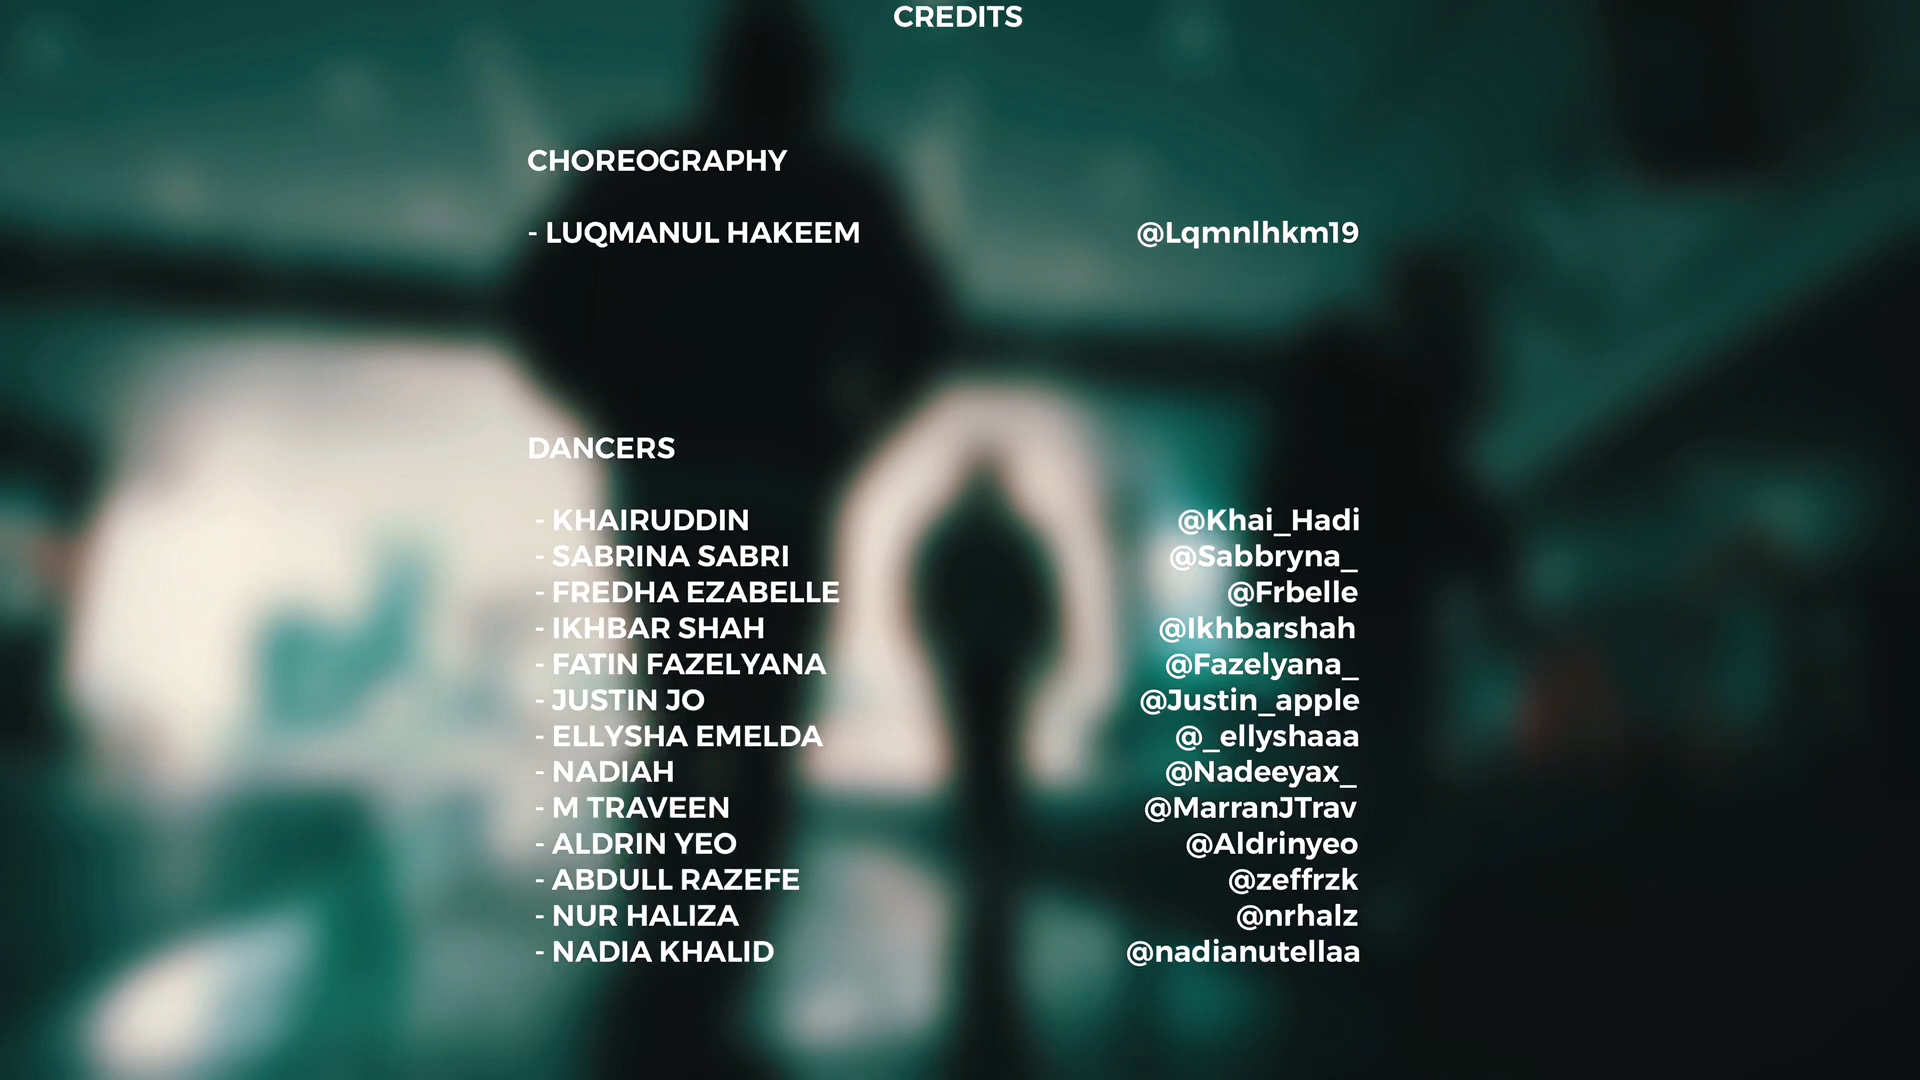 CREDITS
CHOREOGRAPHY
- LUQMANUL HAKEEM @Lqmnlhkm19
DANCERS
- KHAIRUDDIN @Khai_Hadi
- SABRINA SABRI @Sabbryna_
- FREDHA EZABELLE @Frbelle
- IKHBAR SHAH @Ikhbarshah
- FATIN FAZELYANA @Fazelyana_
- JUSTIN JO @Justin_apple
- ELLYSHA EMELDA @_ellyshaaa
- NADIAH @Nadeeyax_
- M TRAVEEN @MarranJTrav
- ALDRIN YEO @Aldrinyeo
- ABDULL RAZEFE @zeffrzk
- NUR HALIZA @nrhalz
- NADIA KHALID @nadianutellaa